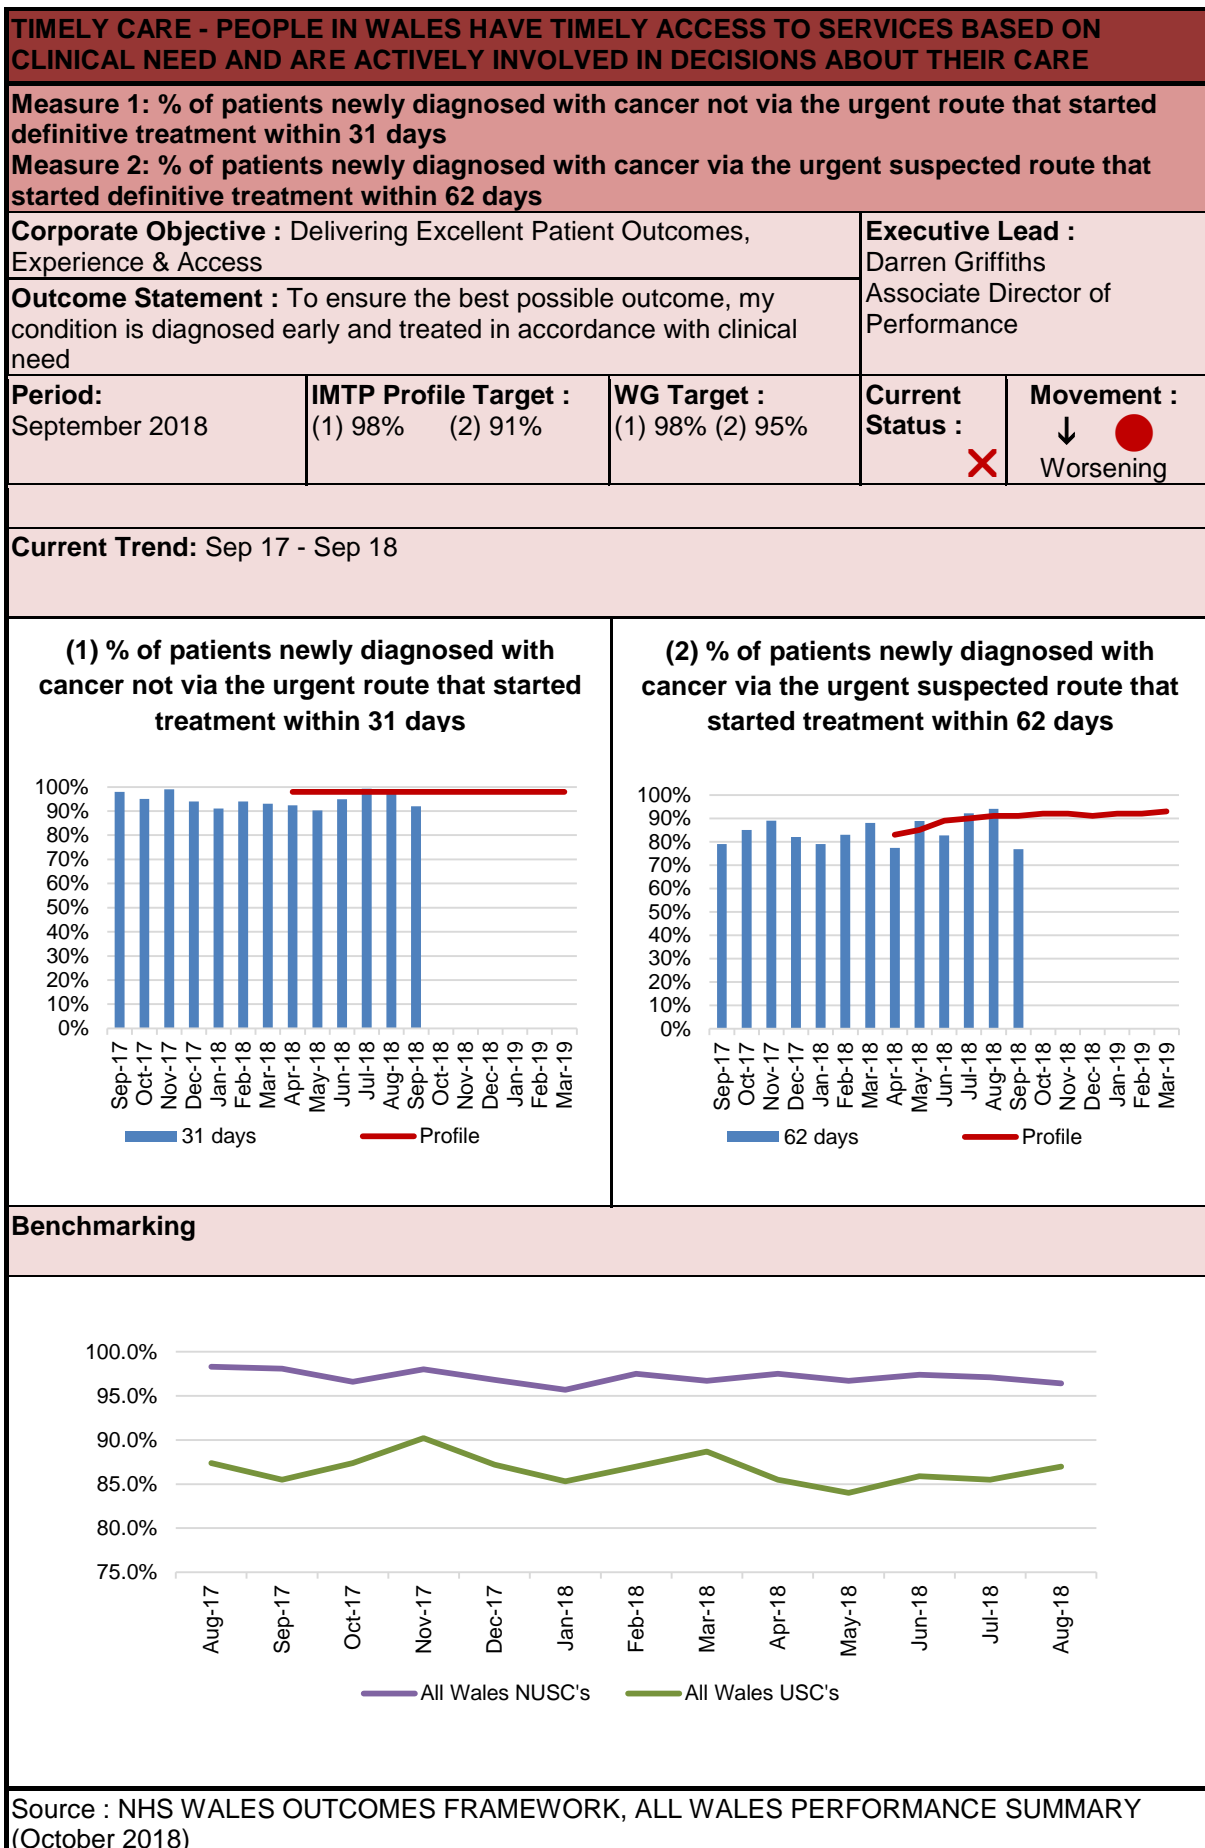 TIMELY CARE - PEOPLE IN WALES HAVE TIMELY ACCESS TO SERVICES BASED ON
CLINICAL NEED AND ARE ACTIVELY INVOLVED IN DECISIONS ABOUT THEIR CARE
Measure 1: % of patients newly diagnosed with cancer not via the urgent route that started
definitive treatment within 31 days
Measure 2: % of patients newly diagnosed with cancer via the urgent suspected route that
started definitive treatment within 62 days
Corporate Objective : Delivering Excellent Patient Outcomes,
Experience & Access
Outcome Statement : To ensure the best possible outcome, my
condition is diagnosed early and treated in accordance with clinical
need
Executive Lead :
Darren Griffiths
Associate Director of
Performance
Period:
September 2018
IMTP Profile Target :
(1) 98% (2) 91%
WG Target :
(1) 98% (2) 95%
Current
Status :
Movement :
Worsening
Current Trend: Sep 17 - Sep 18
(1) % of patients newly diagnosed with
cancer not via the urgent route that started
treatment within 31 days
100%
90%
80%
70%
60%
50%
40%
30%
20%
10%
0%
Sep-17
Oct-17
Nov-17
Dec-17
Jan-18
Feb-18
Mar-18
Apr-18
May-18
Jun-18
Jul-18
Aug-18
Sep-18
Oct-18
Nov-18
Dec-18
Jan-19
Feb-19
Mar-19
31 days
Profile
(2) % of patients newly diagnosed with
cancer via the urgent suspected route that
started treatment within 62 days
100%
90%
80%
70%
60%
50%
40%
30%
20%
10%
0%
Sep-17
Oct-17
Nov-17
Dec-17
Jan-18
Feb-18
Mar-18
Apr-18
May-18
Jun-18
Jul-18
Aug-18
Sep-18
Oct-18
Nov-18
Dec-18
Jan-19
Feb-19
Mar-19
62 days
Profile
Benchmarking
100.0%
95.0%
90.0%
85.0%
80.0%
75.0%
Aug-17
Sep-17
Oct-17
Nov-17
Dec-17
Jan-18
Feb-18
Mar-18
Apr-18
May-18
Jun-18
Jul-18
Aug-18
All Wales NUSC's
All Wales USC's
Source : NHS WALES OUTCOMES FRAMEWORK, ALL WALES PERFORMANCE SUMMARY
(October 2018)